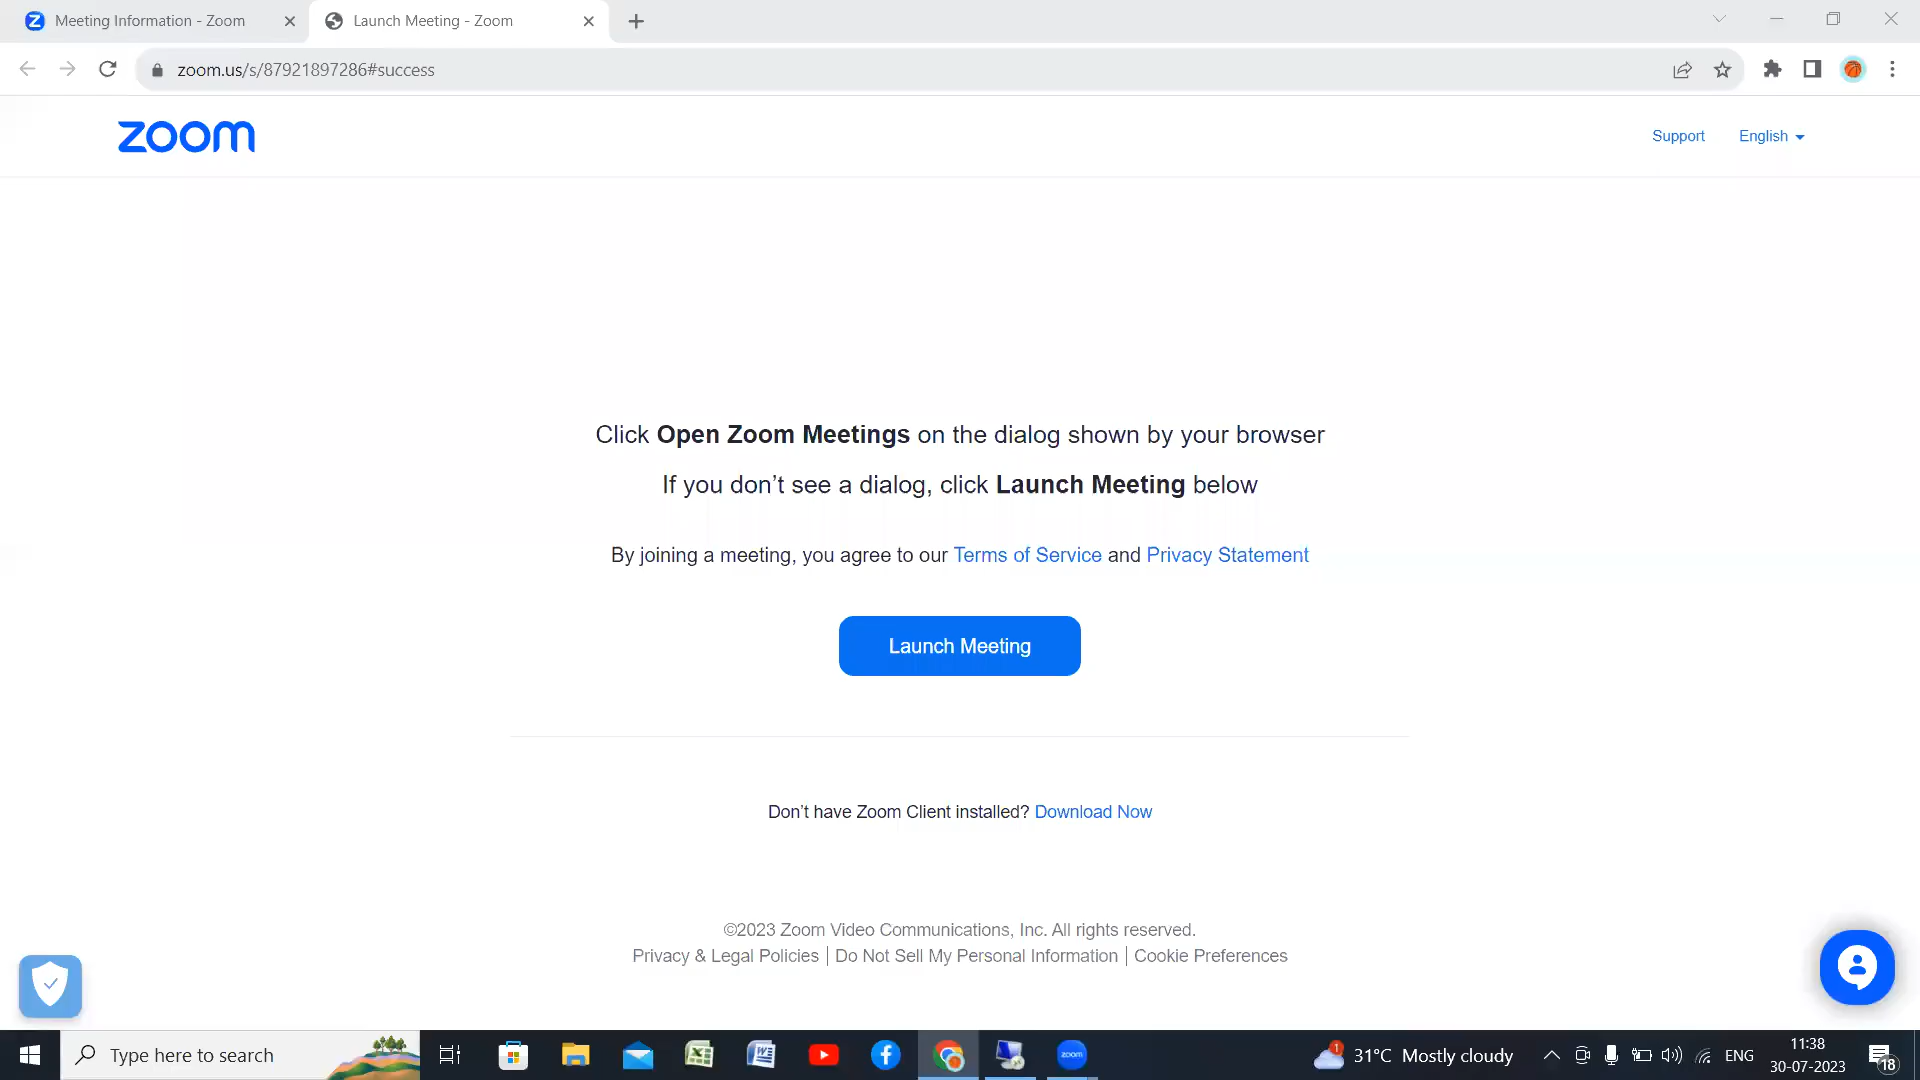 Meeting Information - Zoom
Launch Meeting - Zoom
zoom.us/s/87921897286#success
zoom
Support
English
Click Open Zoom Meetings on the dialog shown by your browser
If you don’t see a dialog, click Launch Meeting below
By joining a meeting, you agree to our Terms of Service and Privacy Statement
Launch Meeting
Don’t have Zoom Client installed? Download Now
©2023 Zoom Video Communications, Inc. All rights reserved.
Privacy & Legal Policies | Do Not Sell My Personal Information | Cookie Preferences
Type here to search
zoom
1
31°C Mostly cloudy
ENG
11:38
30-07-2023
18